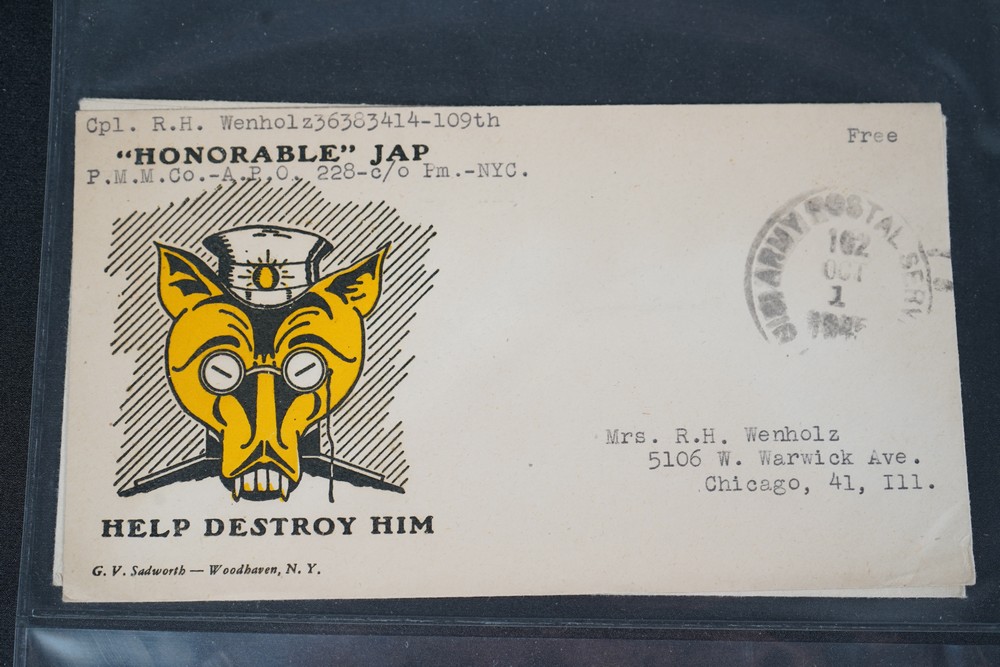 Cpl. R.H. Wenholz36383414-109th
"HONORABLE" JAP
P.M.M.Co.-A.P.O. 228-c/o Pm.-NYC.
Free
ARMY POSTAL SERV
162
OCT
1
Mrs. R.H. Wenholz
5106 W. Warwick Ave.
Chicago, 41, Ill.
HELP DESTROY HIM
G. V. Sadworth — Woodhaven, N. Y.